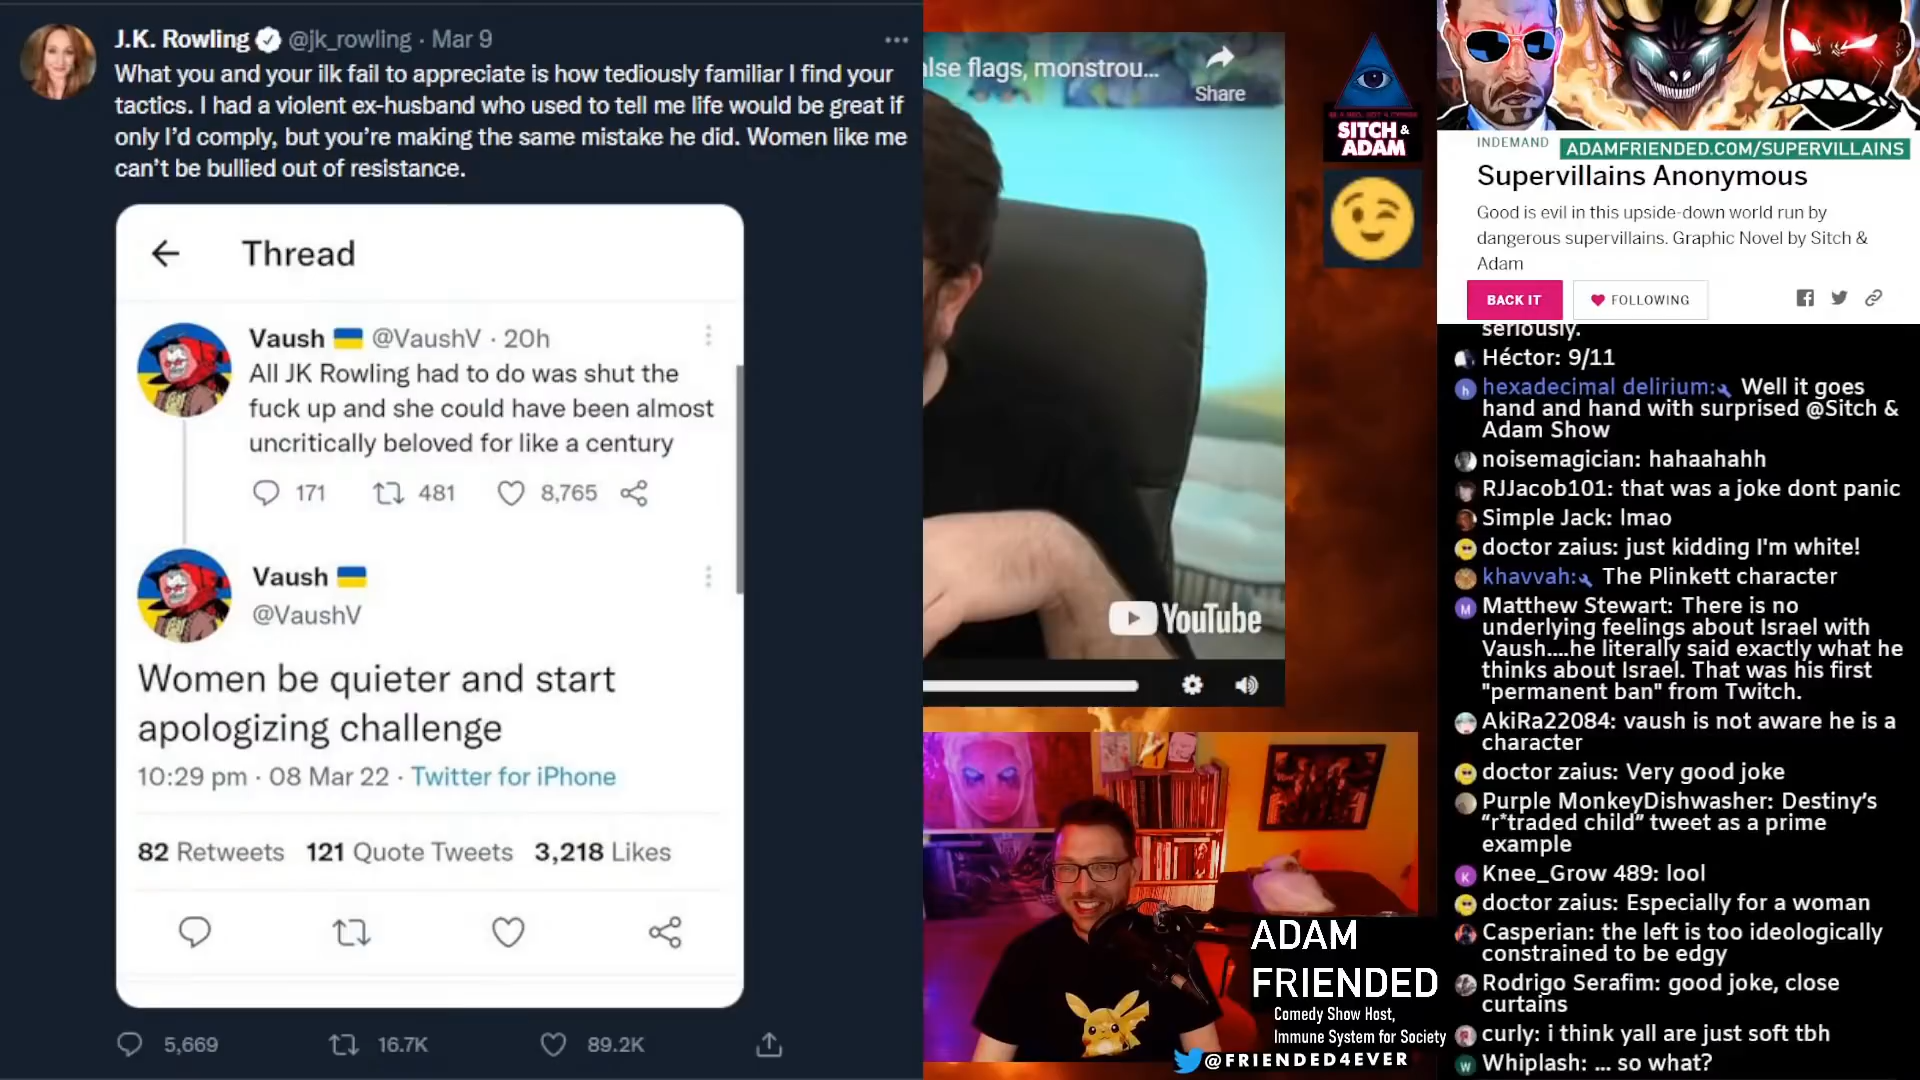 J.K. Rowling @jk_rowling · Mar 9
What you and your ilk fail to appreciate is how tediously familiar I find your
tactics. I had a violent ex-husband who used to tell me life would be great if
only I'd comply, but you're making the same mistake he did. Women like me
can't be bullied out of resistance.
Thread
Vaush @VaushV · 20h
All JK Rowling had to do was shut the
fuck up and she could have been almost
uncritically beloved for like a century
171 481 8,765
Vaush
@VaushV
Women be quieter and start
apologizing challenge
10:29 pm · 08 Mar 22 · Twitter for iPhone
82 Retweets 121 Quote Tweets 3,218 Likes
5,669 16.7K 89.2K
alse flags, monstrou...
Share
YouTube
SITCH &
ADAM
ADAM
FRIENDED
Comedy Show Host,
Immune System for Society
@FRIENDED4EVER
INDEMAND
ADAMFRIENDED.COM/SUPERVILLAINS
Supervillains Anonymous
Good is evil in this upside-down world run by
dangerous supervillains. Graphic Novel by Sitch &
Adam
BACK IT
FOLLOWING
seriously.
Héctor: 9/11
hexadecimal delirium: Well it goes
hand and hand with surprised @Sitch &
Adam Show
noisemagician: hahaahahh
RJJacob101: that was a joke dont panic
Simple Jack: lmao
doctor zaius: just kidding I'm white!
khavvah: The Plinkett character
Matthew Stewart: There is no
underlying feelings about Israel with
Vaush....he literally said exactly what he
thinks about Israel. That was his first
"permanent ban" from Twitch.
AkiRa22084: vaush is not aware he is a
character
doctor zaius: Very good joke
Purple MonkeyDishwasher: Destiny's
"r*traded child" tweet as a prime
example
Knee_Grow 489: lool
doctor zaius: Especially for a woman
Casperian: the left is too ideologically
constrained to be edgy
Rodrigo Serafim: good joke, close
curtains
curly: i think yall are just soft tbh
Whiplash: ... so what?